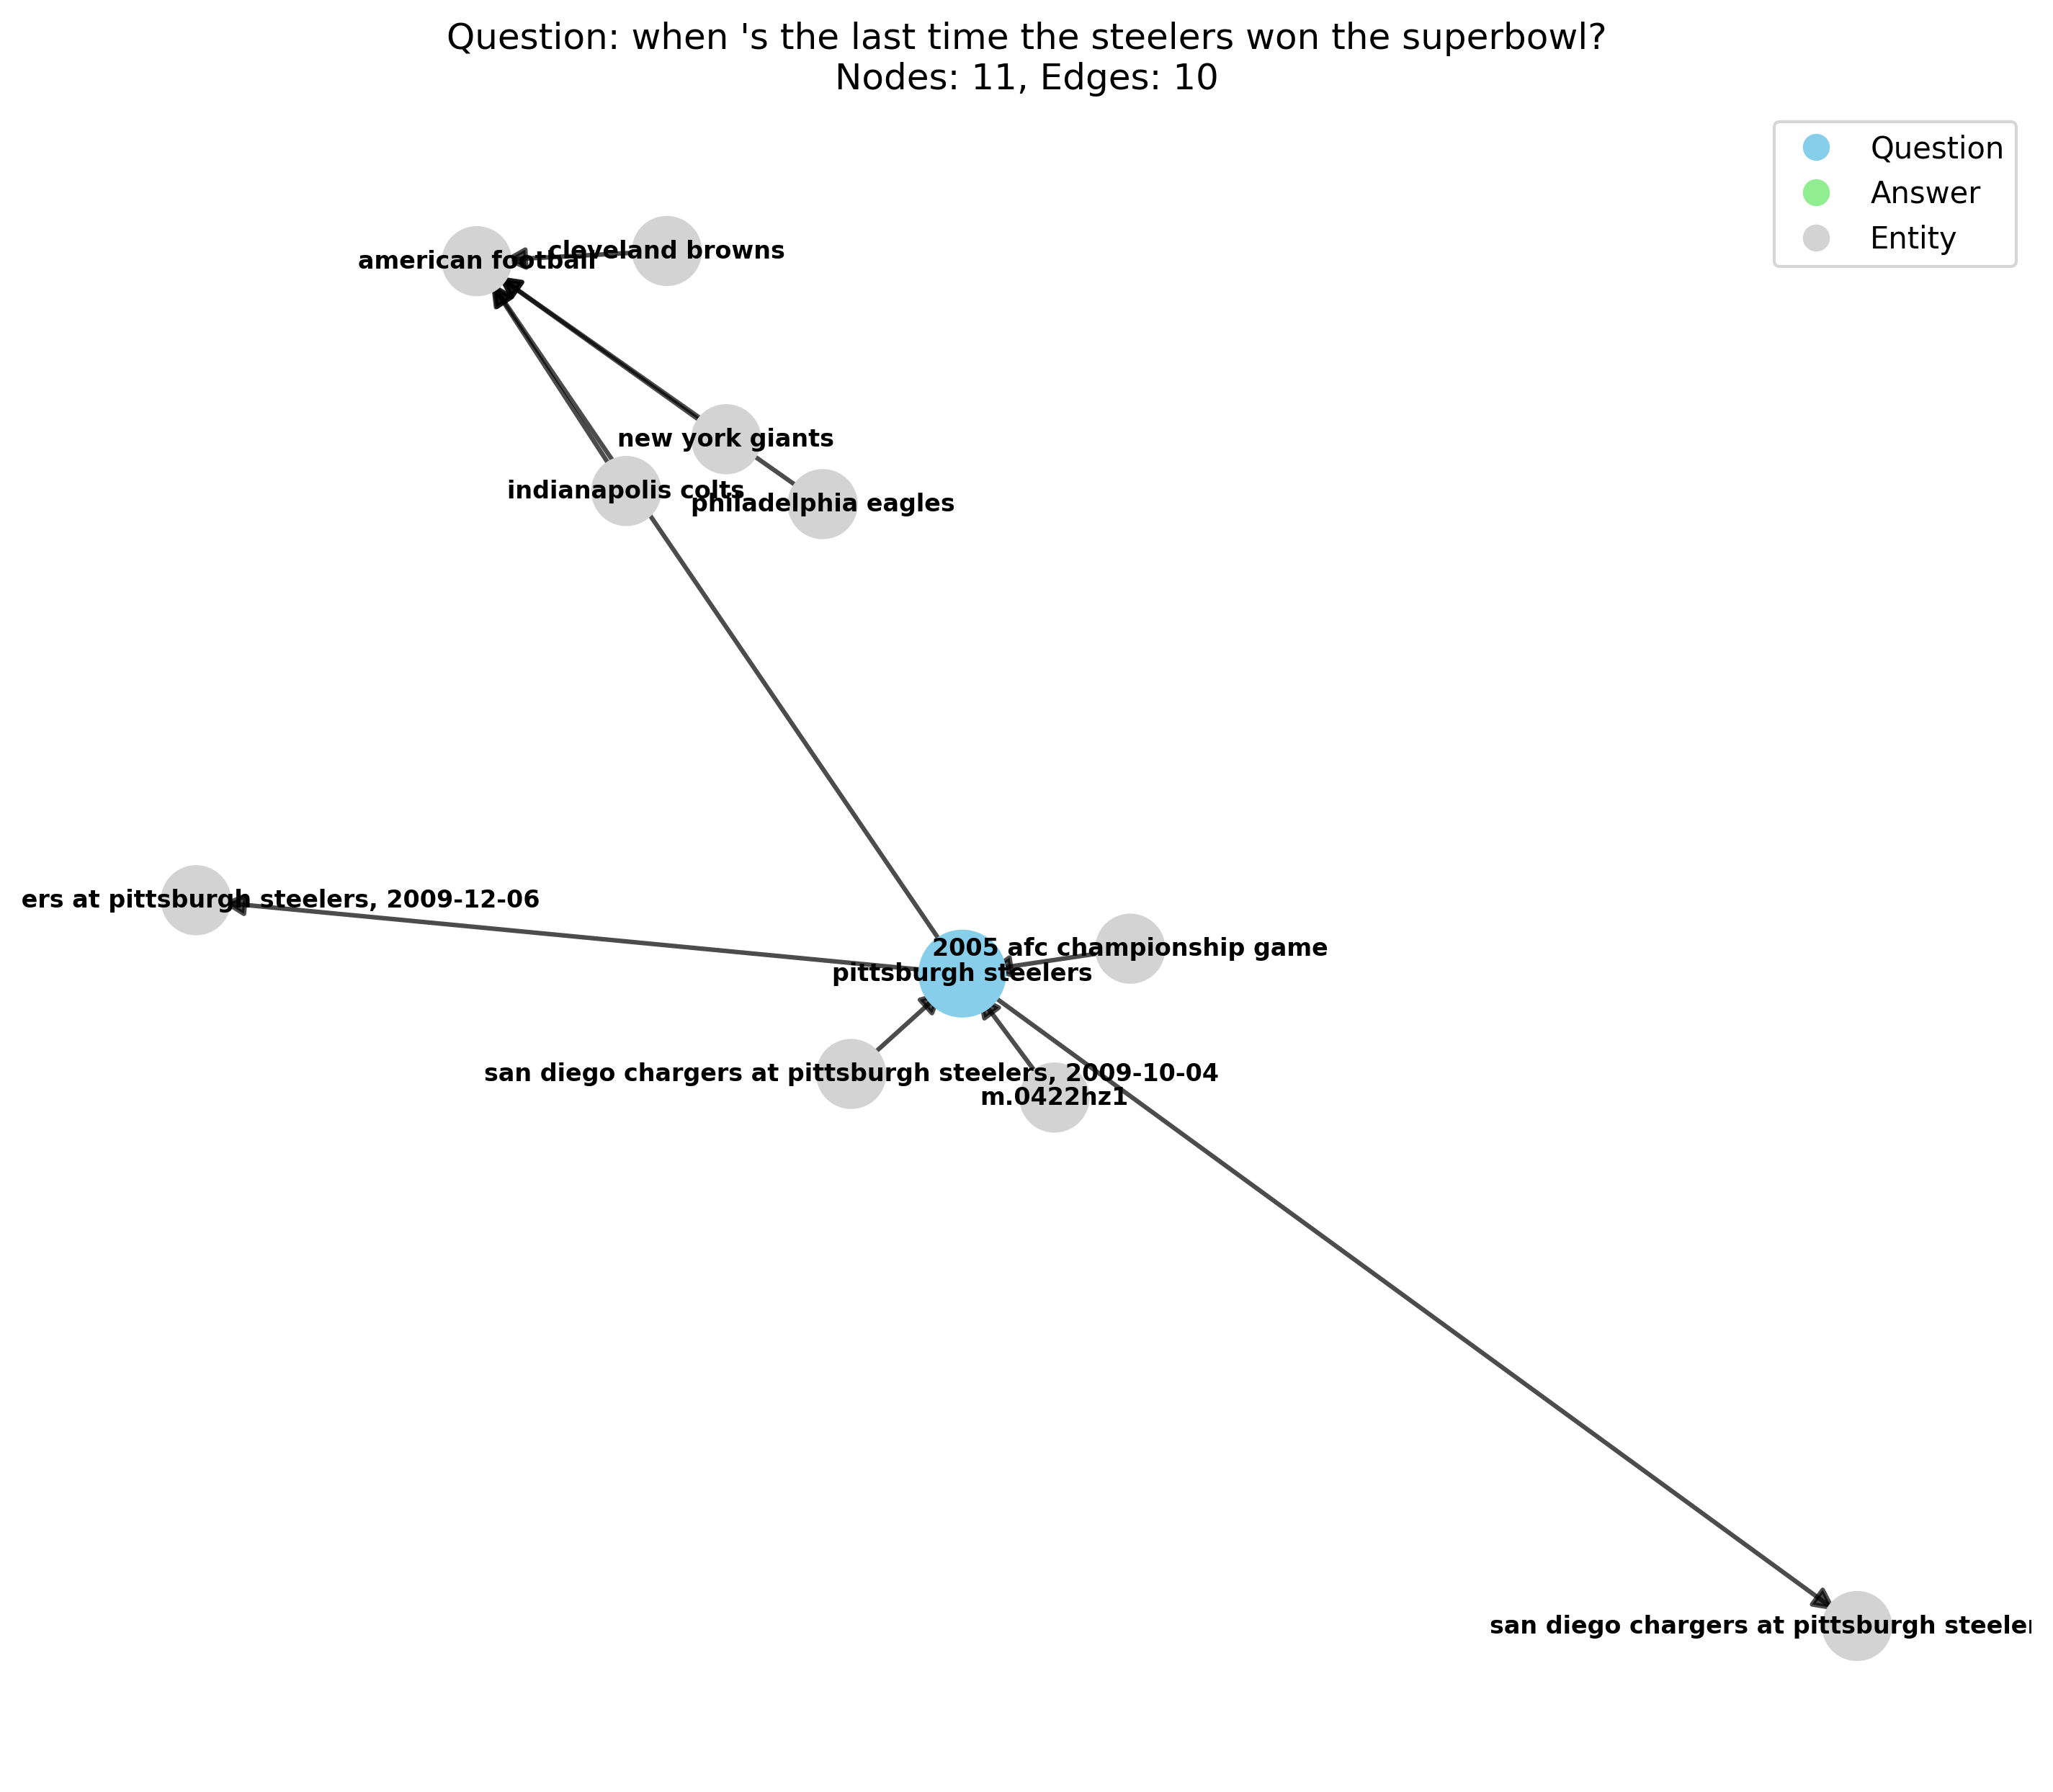 Question: when 's the last time the steelers won the superbowl?
Nodes: 11, Edges: 10
Question
Answer
Entity
cleveland browns
american football
new york giants
indianapolis colts
philadelphia eagles
ers at pittsburgh steelers, 2009-12-06
2005 afc championship game
pittsburgh steelers
san diego chargers at pittsburgh steelers, 2009-10-04
m.0422hz1
san diego chargers at pittsburgh steele